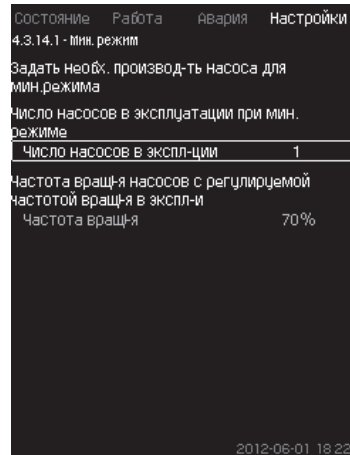 Состояние Работа Авария Настройки
4.3.14.1 - Мин. режим
Задать необх. производ-ть насоса для
мин.режима
Число насосов в эксплуатации при мин.
режиме
Число насосов в экспл-ции 1
Частота вращ-я насосов с регулируемой
частотой вращ-я в экспл-и
Частота вращ-я 70%
2012-06-01 18:22